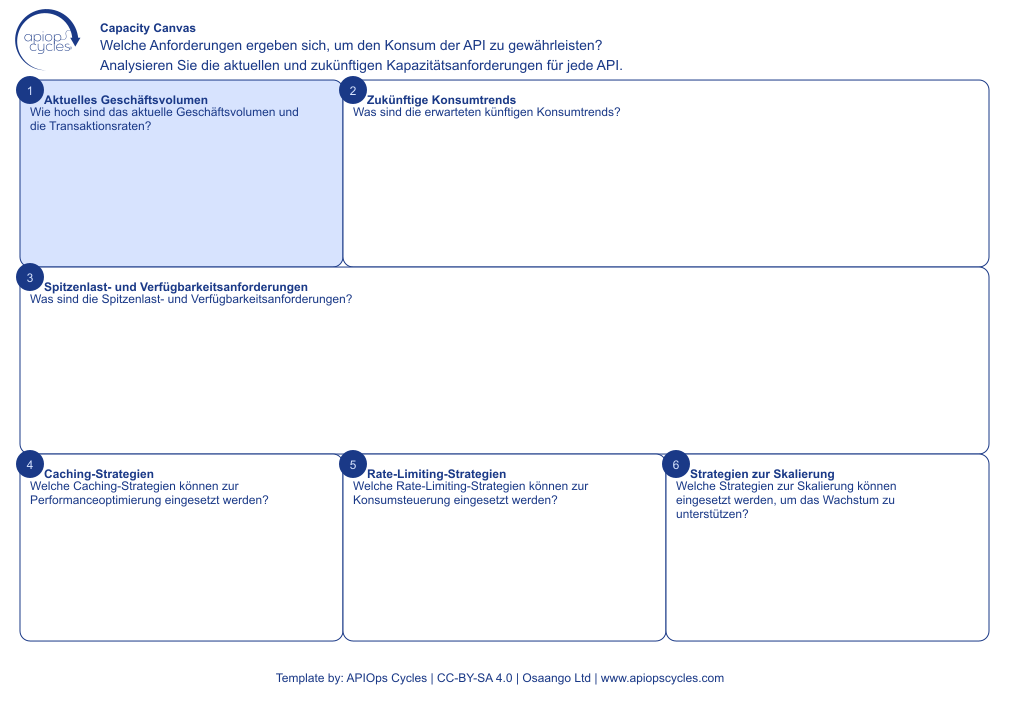 apiops
cycles
Capacity Canvas
Welche Anforderungen ergeben sich, um den Konsum der API zu gewährleisten?
Analysieren Sie die aktuellen und zukünftigen Kapazitätsanforderungen für jede API.
1
Aktuelles Geschäftsvolumen
Wie hoch sind das aktuelle Geschäftsvolumen und
die Transaktionsraten?
2
Zukünftige Konsumtrends
Was sind die erwarteten künftigen Konsumtrends?
3
Spitzenlast- und Verfügbarkeitsanforderungen
Was sind die Spitzenlast- und Verfügbarkeitsanforderungen?
4
Caching-Strategien
Welche Caching-Strategien können zur
Performanceoptimierung eingesetzt werden?
5
Rate-Limiting-Strategien
Welche Rate-Limiting-Strategien können zur
Konsumsteuerung eingesetzt werden?
6
Strategien zur Skalierung
Welche Strategien zur Skalierung können
eingesetzt werden, um das Wachstum zu
unterstützen?
Template by: APIOps Cycles | CC-BY-SA 4.0 | Osaango Ltd | www.apiopscycles.com